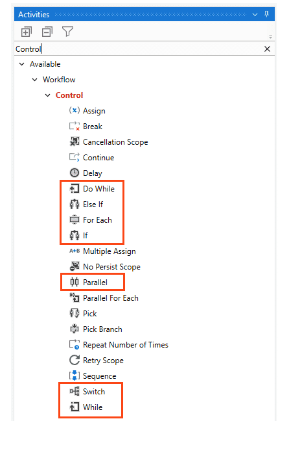 Activities
Control
Available
Workflow
Control
Assign
Break
Cancellation Scope
Continue
Delay
Do While
Else If
For Each
If
A+B Multiple Assign
No Persist Scope
Parallel
Parallel For Each
Pick
Pick Branch
Repeat Number of Times
Retry Scope
Sequence
Switch
While